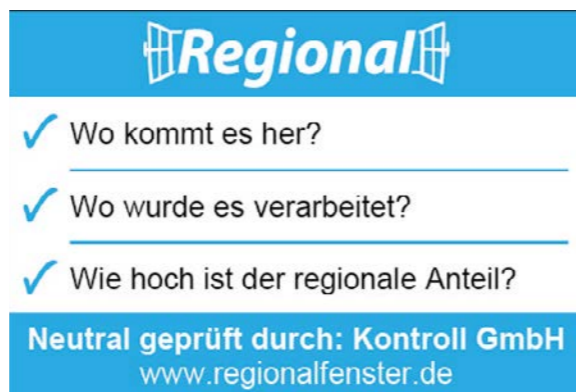 Regional
Wo kommt es her?
Wo wurde es verarbeitet?
Wie hoch ist der regionale Anteil?
Neutral geprüft durch: Kontroll GmbH
www.regionalfenster.de